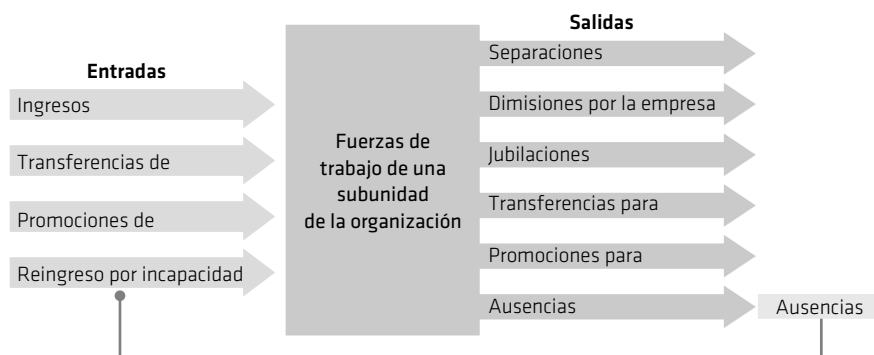 Entradas
Ingresos
Transferencias de
Promociones de
Reingreso por incapacidad
Fuerzas de
trabajo de una
subunidad
de la organización
Salidas
Separaciones
Dimisiones por la empresa
Jubilaciones
Transferencias para
Promociones para
Ausencias
Ausencias